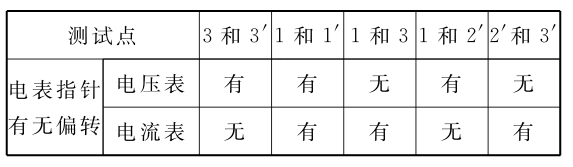 测试点 3和3′ 1和1′ 1和3 1和2′ 2′和3′
电表指针有无偏转 电压表 有 有 无 有 无
电流表 无 有 有 无 有